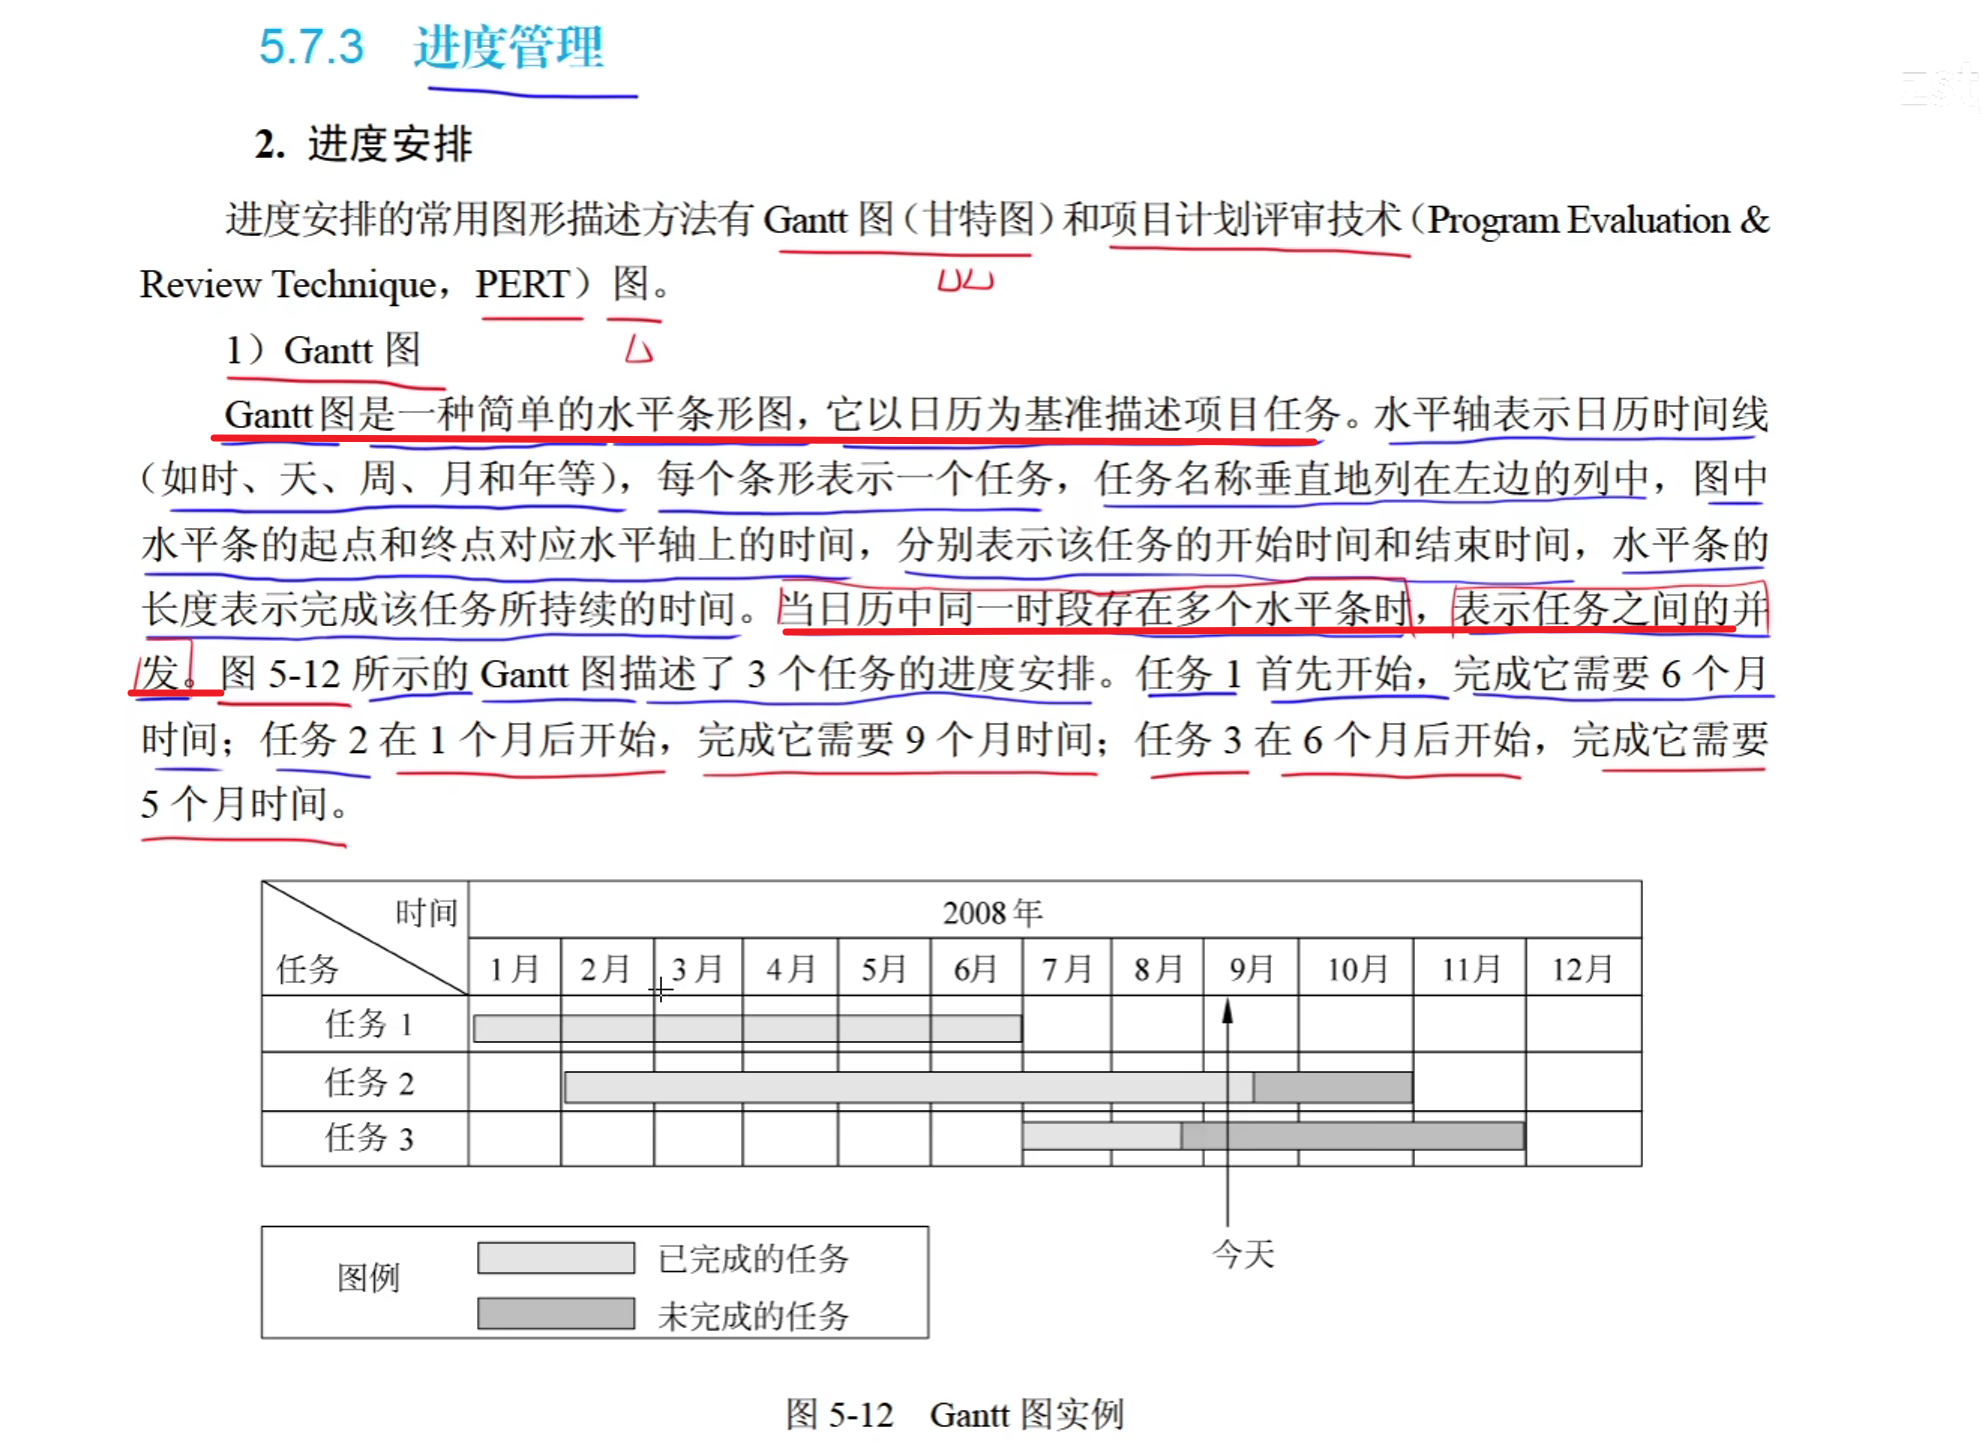 5.7.3 进度管理
2. 进度安排
进度安排的常用图形描述方法有 Gantt 图（甘特图）和项目计划评审技术（Program Evaluation &
Review Technique，PERT）图。
1）Gantt 图
Gantt图是一种简单的水平条形图，它以日历为基准描述项目任务。水平轴表示日历时间线
（如时、天、周、月和年等），每个条形表示一个任务，任务名称垂直地列在左边的列中，图中
水平条的起点和终点对应水平轴上的时间，分别表示该任务的开始时间和结束时间，水平条的
长度表示完成该任务所持续的时间。当日历中同一时段存在多个水平条时，表示任务之间的并
发。图 5-12 所示的 Gantt 图描述了 3 个任务的进度安排。任务 1 首先开始，完成它需要 6 个月
时间；任务 2 在 1 个月后开始，完成它需要 9 个月时间；任务 3 在 6 个月后开始，完成它需要
5 个月时间。
时间 2008年
任务 1月 2月 3月 4月 5月 6月 7月 8月 9月 10月 11月 12月
任务 1
任务 2
任务 3
今天
图例 已完成的任务
未完成的任务
图 5-12 Gantt 图实例